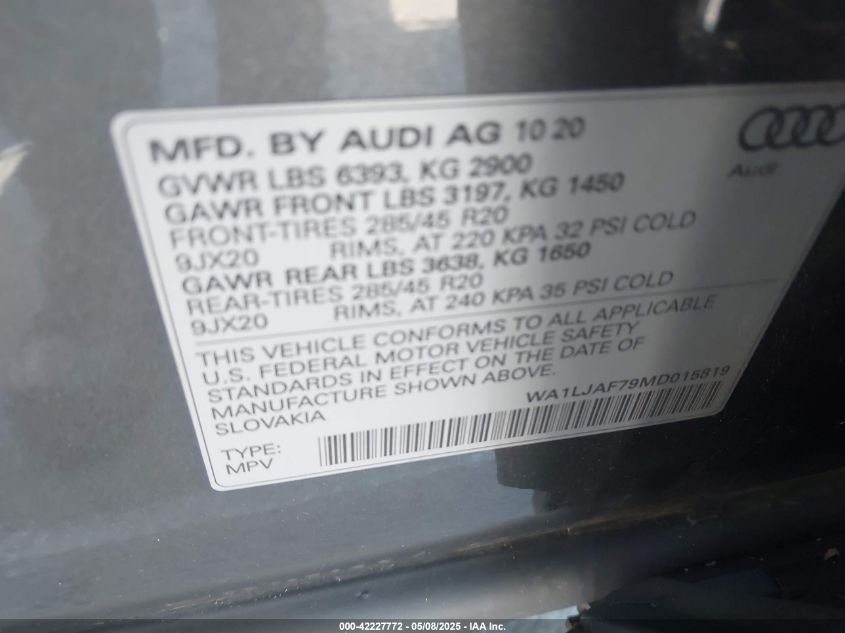 MFD. BY AUDI AG 10 20
Audi
GVWR LBS 6393, KG 2900
GAWR FRONT LBS 3197, KG 1450
FRONT-TIRES 285/45 R20
9JX20 RIMS, AT 220 KPA 32 PSI COLD
GAWR REAR LBS 3638, KG 1650
REAR-TIRES 285/45 R20
9JX20 RIMS, AT 240 KPA 35 PSI COLD
THIS VEHICLE CONFORMS TO ALL APPLICABLE
U.S. FEDERAL MOTOR VEHICLE SAFETY
STANDARDS IN EFFECT ON THE DATE OF
MANUFACTURE SHOWN ABOVE.
SLOVAKIA
WA1LJAF79MD015819
TYPE:
MPV
000-42227772 - 05/08/2025 - IAA Inc.